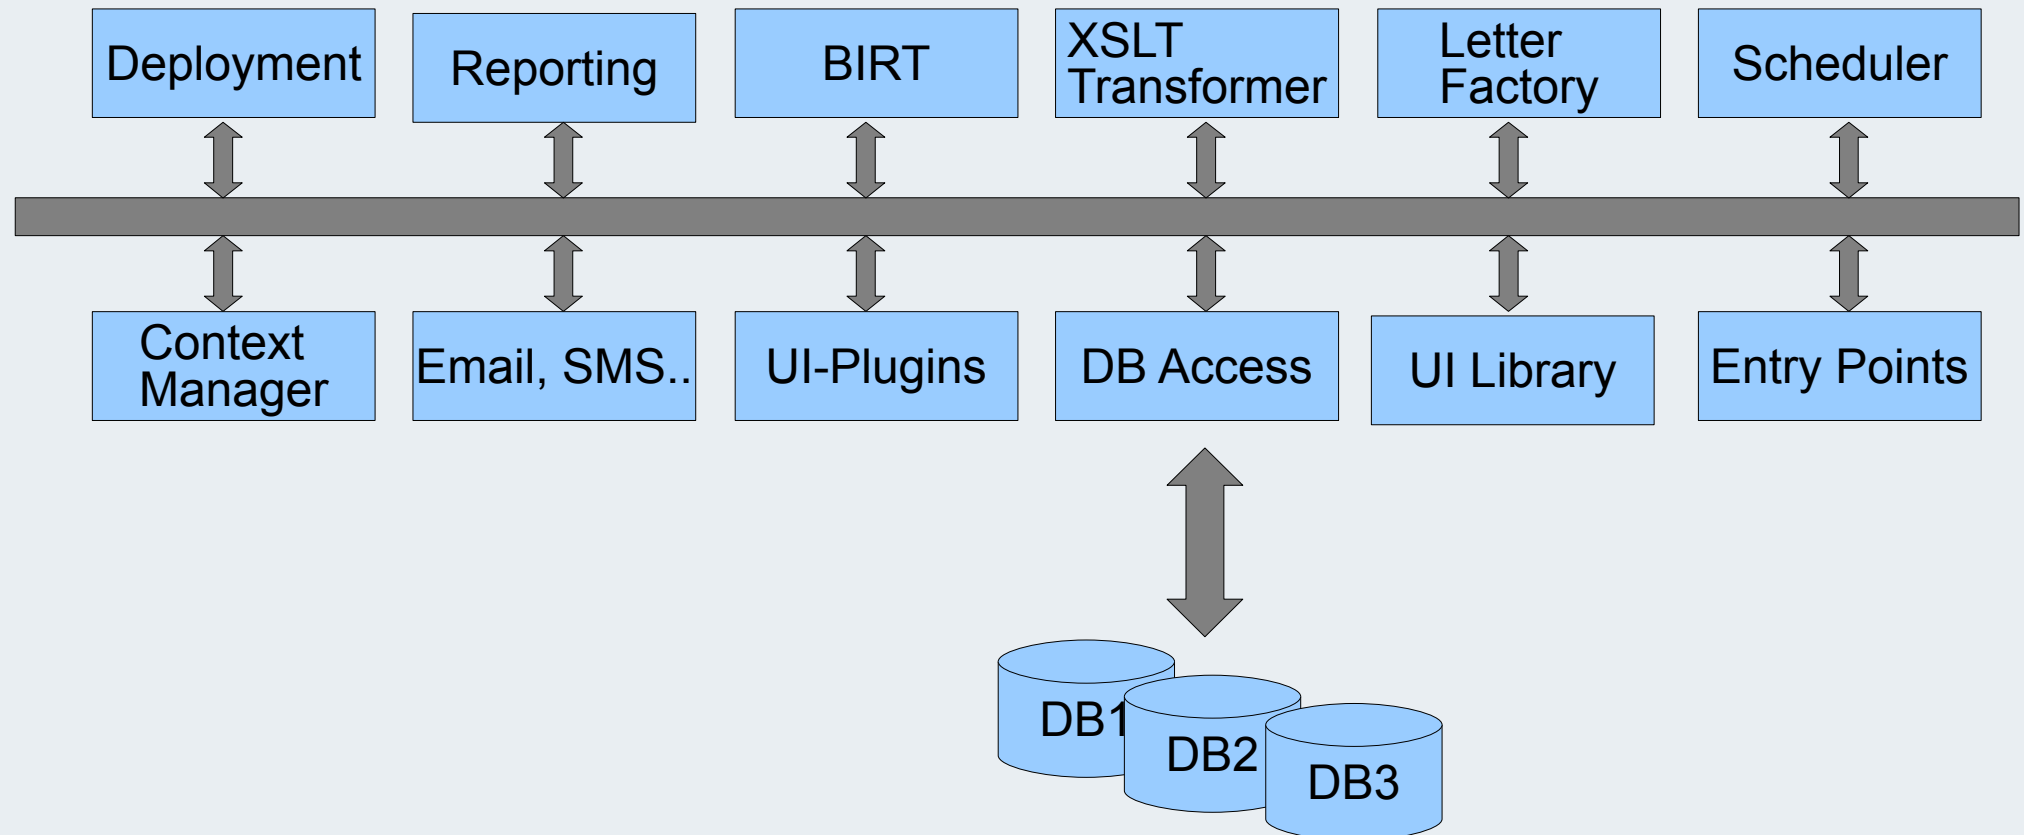 Deployment
Reporting
BIRT
XSLT
Transformer
Letter
Factory
Scheduler
Context
Manager
Email, SMS..
UI-Plugins
DB Access
UI Library
Entry Points
DB1
DB2
DB3